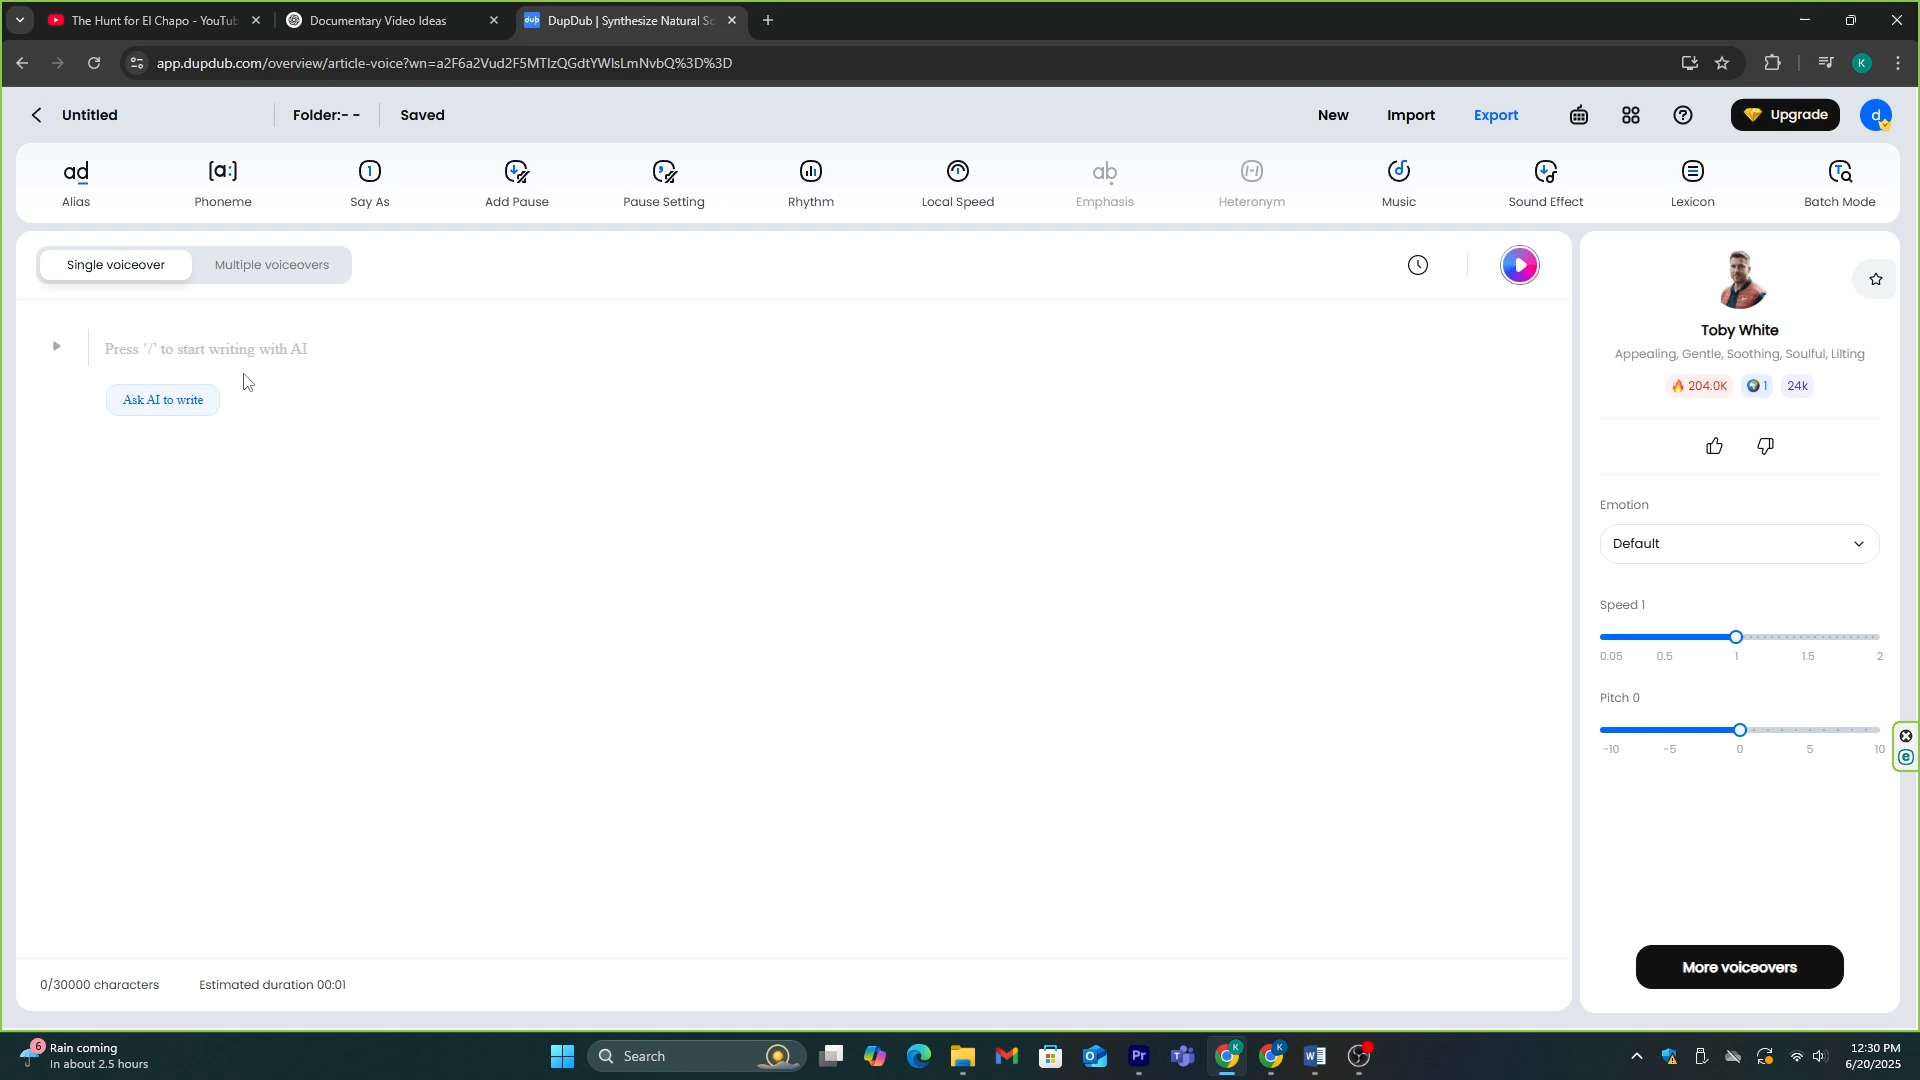 The Hunt for El Chapo - YouTub
Documentary Video Ideas
dub DupDub | Synthesize Natural Sc
app.dupdub.com/overview/article-voice?wn=a2F6a2Vud2F5MTIzQGdtYWlsLmNvbQ%3D%3D
K
Untitled
Folder:- -
Saved
New
Import
Export
Upgrade
d
ad
[a:]
1
ab
Alias
Phoneme
Say As
Add Pause
Pause Setting
Rhythm
Local Speed
Emphasis
Heteronym
Music
Sound Effect
Lexicon
Batch Mode
Single voiceover
Multiple voiceovers
Press ‘/’ to start writing with AI
Ask AI to write
Toby White
Appealing, Gentle, Soothing, Soulful, Lilting
204.0K
1
24k
Emotion
Default
Speed 1
0.05 0.5 1 1.5 2
Pitch 0
-10 -5 0 5 10
More voiceovers
0/30000 characters
Estimated duration 00:01
6
Rain coming
In about 2.5 hours
Search
Pr
K
K
W
12:30 PM
6/20/2025